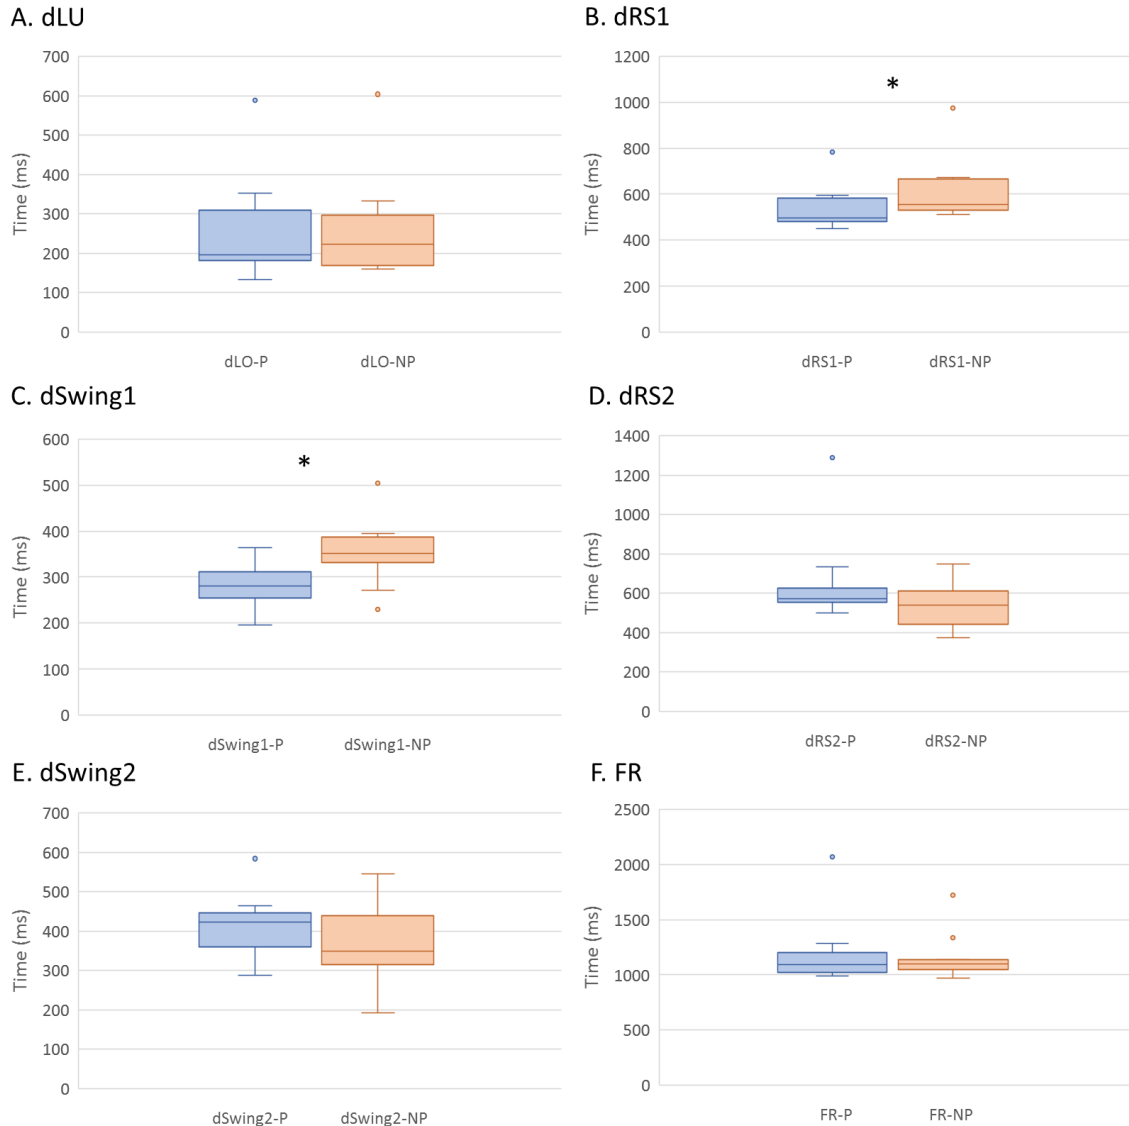 A. dLU
700
600
500
400
300
200
100
0
Time (ms)
dLO-P
dLO-NP
B. dRS1
1200
1000
800
600
400
200
0
Time (ms)
*
dRS1-P
dRS1-NP
C. dSwing1
600
500
400
300
200
100
0
Time (ms)
*
dSwing1-P
dSwing1-NP
D. dRS2
1400
1200
1000
800
600
400
200
0
Time (ms)
dRS2-P
dRS2-NP
E. dSwing2
700
600
500
400
300
200
100
0
Time (ms)
dSwing2-P
dSwing2-NP
F. FR
2500
2000
1500
1000
500
0
Time (ms)
FR-P
FR-NP